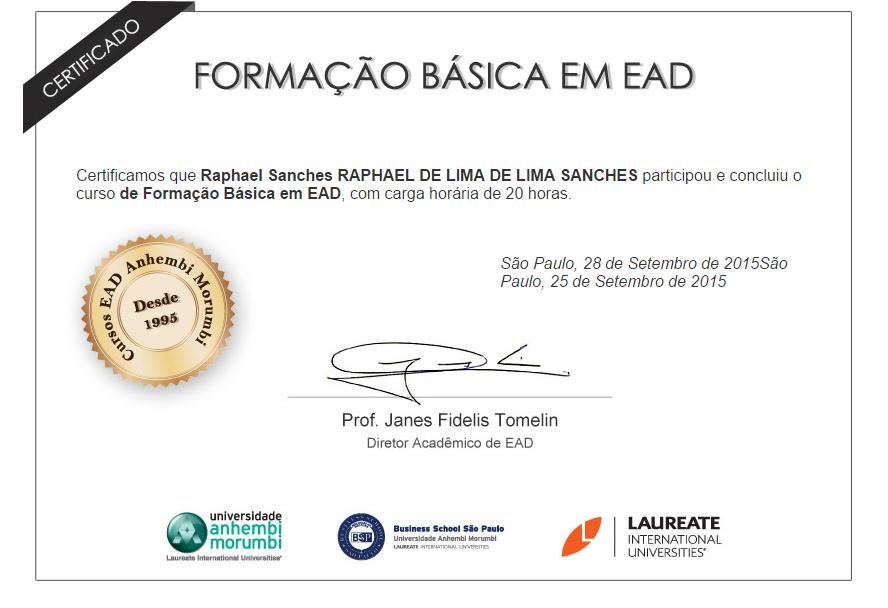 CERTIFICADO
FORMAÇÃO BÁSICA EM EAD
Certificamos que Raphael Sanches RAPHAEL DE LIMA DE LIMA SANCHES participou e concluiu o
curso de Formação Básica em EAD, com carga horária de 20 horas.
São Paulo, 28 de Setembro de 2015São
Paulo, 25 de Setembro de 2015
Cursos EAD Anhembi Morumbi
Desde
1995
Prof. Janes Fidelis Tomelin
Diretor Acadêmico de EAD
universidade
anhembi
morumbi
Laureate International Universities®
BSP
Business School São Paulo
Universidade Anhembi Morumbi
LAUREATE INTERNATIONAL UNIVERSITIES
LAUREATE
INTERNATIONAL
UNIVERSITIES®